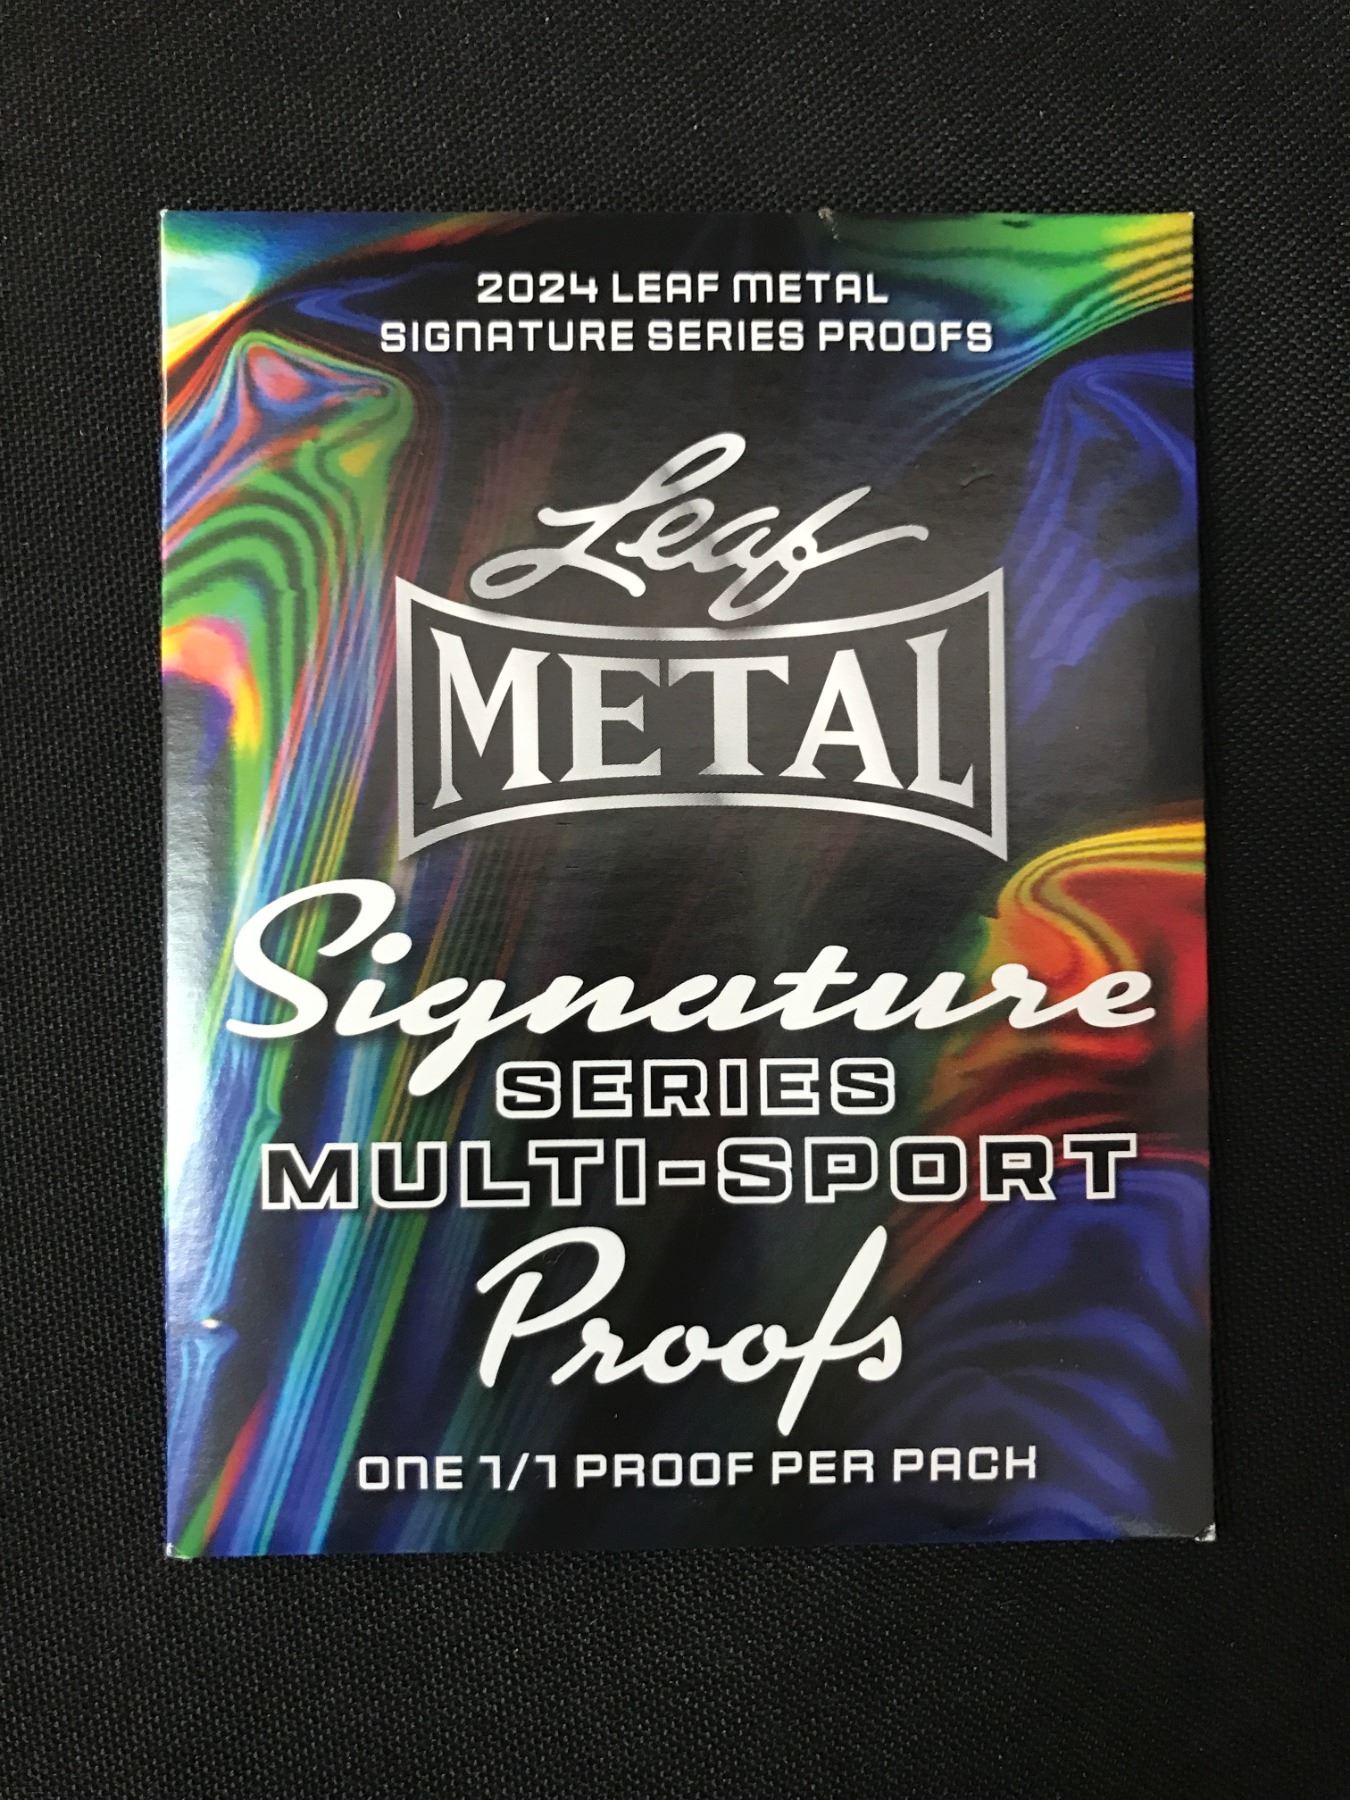 2024 LEAF METAL
SIGNATURE SERIES PROOFS
Leaf
METAL
Signature
SERIES
MULTI-SPORT
Proofs
ONE 1/1 PROOF PER PACK